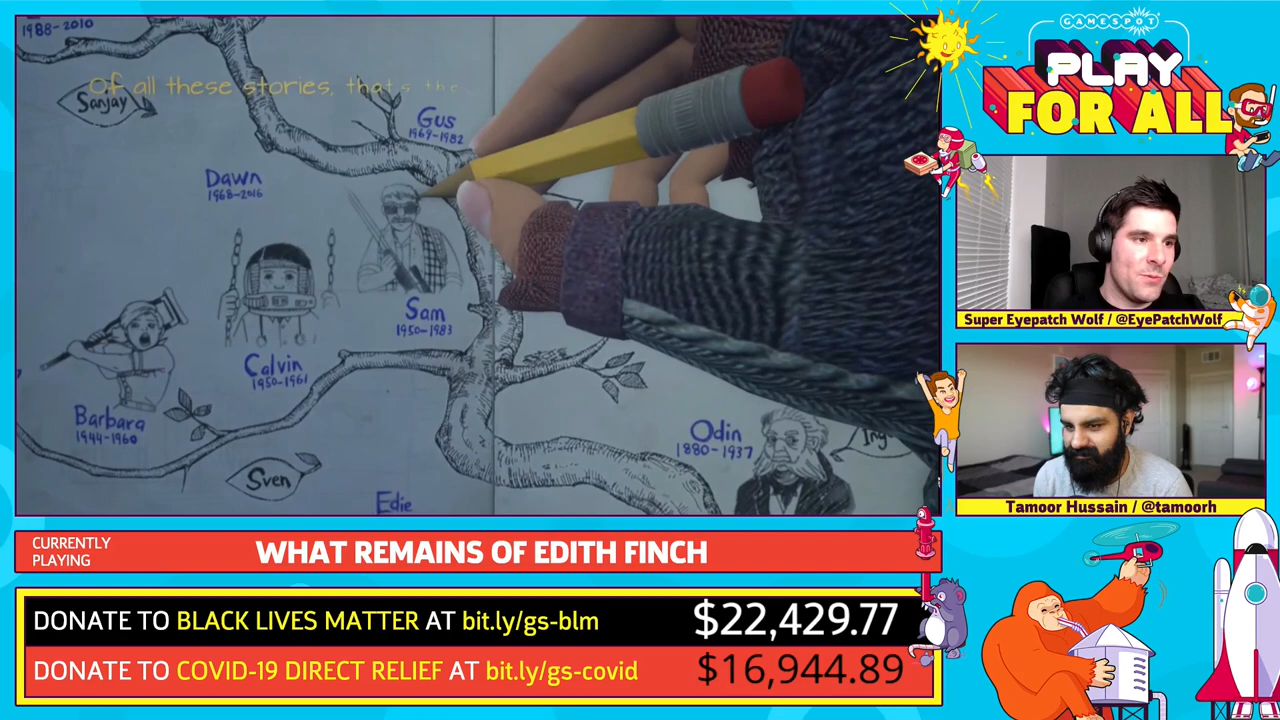 1988-2010
Of all these stories, that's the
Sanjay
Gus
1969-1982
Dawn
1968-2016
Sam
1950-1983
Calvin
1950-1961
Barbara
1944-1960
Odin
1880-1937
Sven
Edie
GAMESPOT
PLAY
FOR ALL
Super Eyepatch Wolf / @EyePatchWolf
Tamoor Hussain / @tamoorh
CURRENTLY
PLAYING
WHAT REMAINS OF EDITH FINCH
DONATE TO BLACK LIVES MATTER AT bit.ly/gs-blm $22,429.77
DONATE TO COVID-19 DIRECT RELIEF AT bit.ly/gs-covid $16,944.89